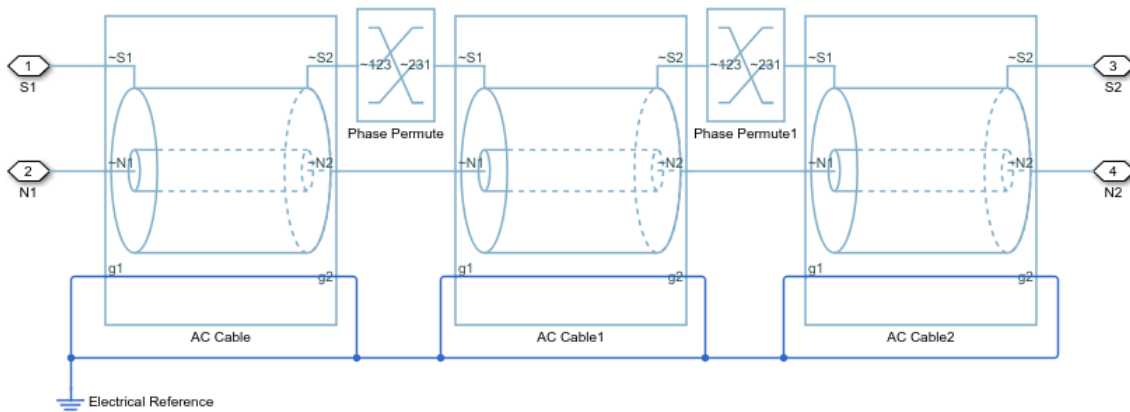 ~S1
~S2
~123
~231
~S1
~S2
~123
~231
~S1
~S2
1
S1
3
S2
Phase Permute
Phase Permute1
~N1
~N2
~N1
~N2
~N1
~N2
2
N1
4
N2
g1
g2
g1
g2
g1
g2
AC Cable
AC Cable1
AC Cable2
Electrical Reference